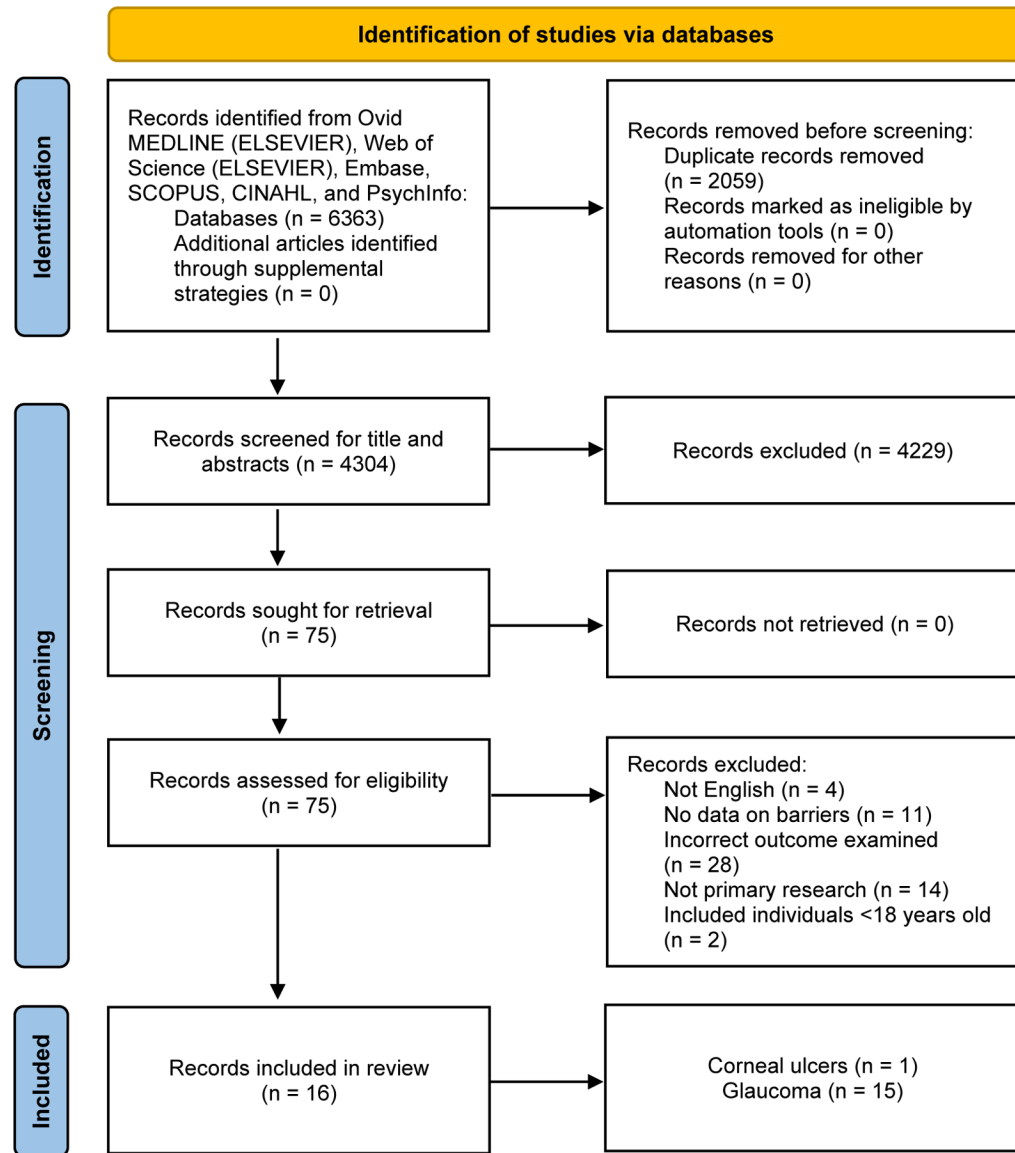 Identification of studies via databases
Identification
Records identified from Ovid
MEDLINE (ELSEVIER), Web of
Science (ELSEVIER), Embase,
SCOPUS, CINAHL, and PsychInfo:
Databases (n = 6363)
Additional articles identified
through supplemental
strategies (n = 0)
Records removed before screening:
Duplicate records removed
(n = 2059)
Records marked as ineligible by
automation tools (n = 0)
Records removed for other
reasons (n = 0)
Screening
Records screened for title and
abstracts (n = 4304)
Records excluded (n = 4229)
Records sought for retrieval
(n = 75)
Records not retrieved (n = 0)
Records assessed for eligibility
(n = 75)
Records excluded:
Not English (n = 4)
No data on barriers (n = 11)
Incorrect outcome examined
(n = 28)
Not primary research (n = 14)
Included individuals <18 years old
(n = 2)
Included
Records included in review
(n = 16)
Corneal ulcers (n = 1)
Glaucoma (n = 15)